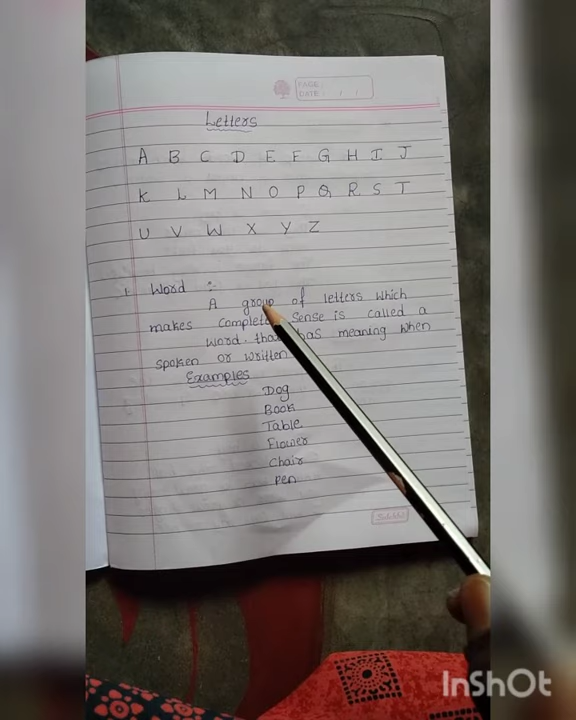 PAGE :
DATE : / /
Letters
A B C D E F G H I J
K L M N O P Q R S T
U V W X Y Z
1. Word :-
A group of letters which
makes complete sense is called a
word. that has meaning when
spoken or written
Examples
Dog
Book
Table
Flower
Chair
Pen
InShOt